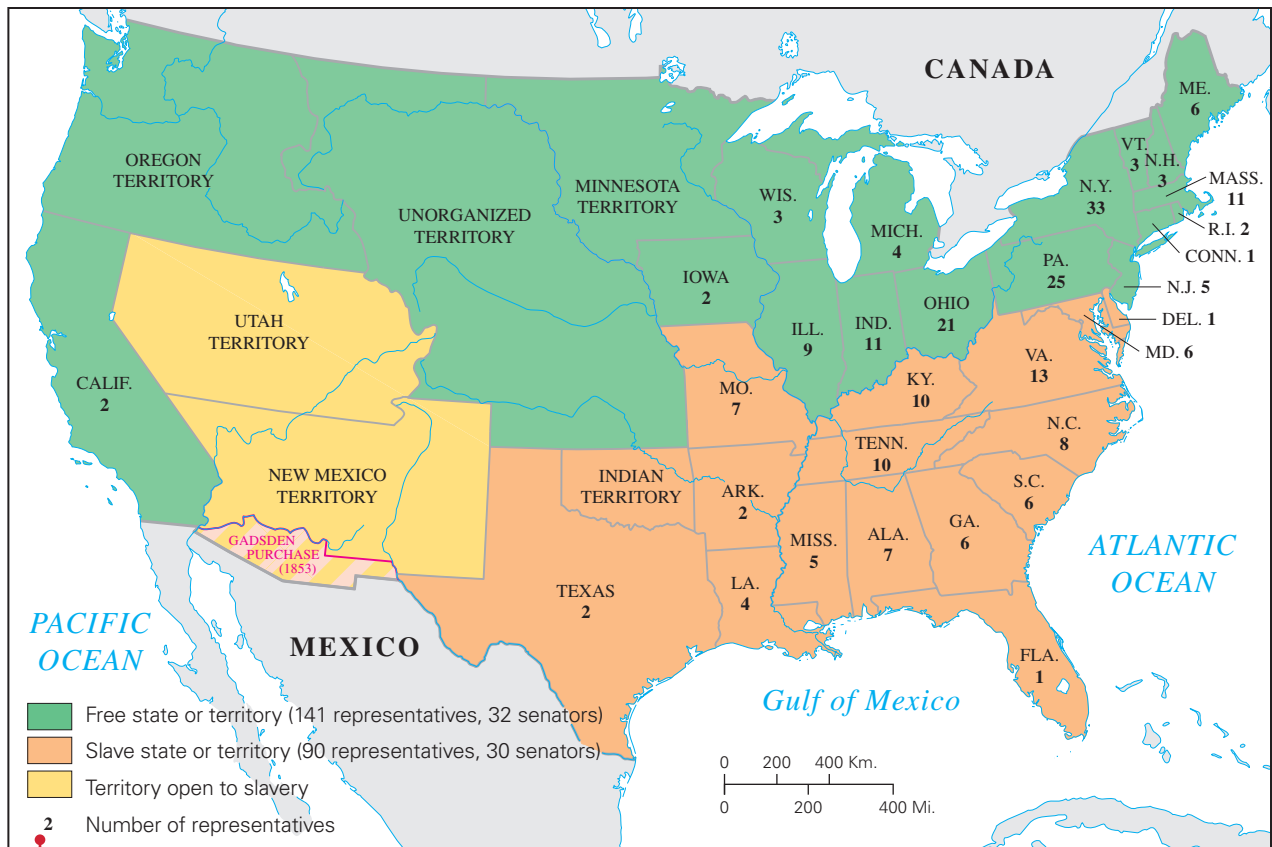 CANADA
ME.
6
VT.
3
N.H.
3
MASS.
11
N.Y.
33
R.I. 2
CONN. 1
OREGON
TERRITORY
MINNESOTA
TERRITORY
UNORGANIZED
TERRITORY
WIS.
3
MICH.
4
PA.
25
N.J. 5
IOWA
2
OHIO
21
DEL. 1
UTAH
TERRITORY
ILL.
9
IND.
11
MD. 6
VA.
13
CALIF.
2
MO.
7
KY.
10
N.C.
8
TENN.
10
NEW MEXICO
TERRITORY
INDIAN
TERRITORY
ARK.
2
S.C.
6
GADSDEN
PURCHASE
(1853)
MISS.
5
ALA.
7
GA.
6
ATLANTIC
OCEAN
TEXAS
2
LA.
4
PACIFIC
OCEAN
MEXICO
FLA.
1
Gulf of Mexico
Free state or territory (141 representatives, 32 senators)
Slave state or territory (90 representatives, 30 senators)
Territory open to slavery
2 Number of representatives
0 200 400 Km.
0 200 400 Mi.